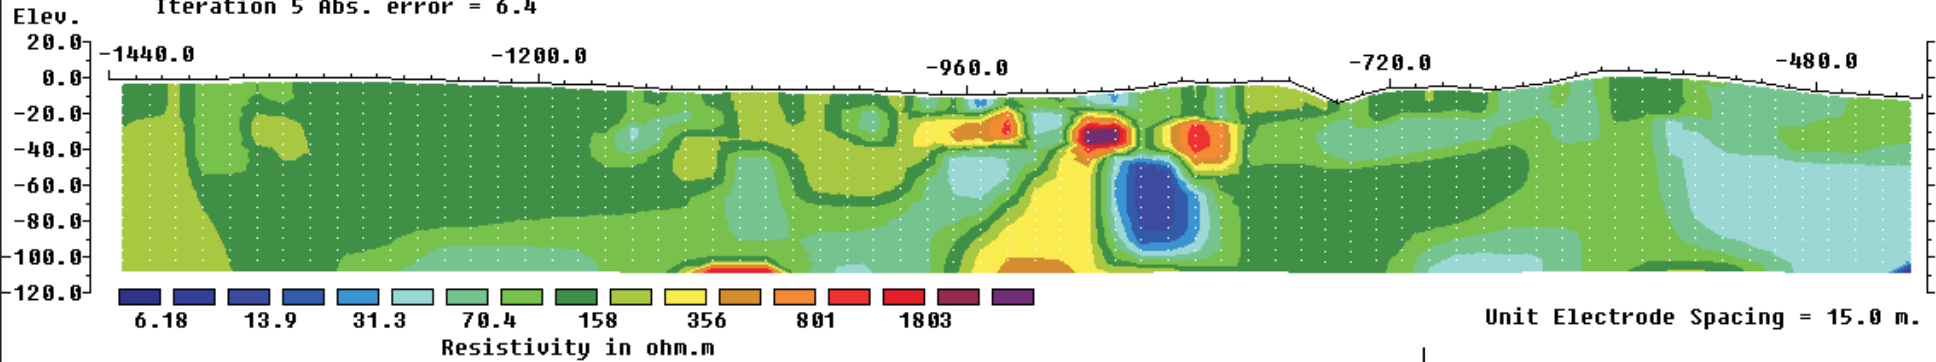 Iteration 5 Abs. error = 6.4
Elev.
20.0
-1440.0 -1200.0 -960.0 -720.0 -480.0
0.0
-20.0
-40.0
-60.0
-80.0
-100.0
-120.0
6.18 13.9 31.3 70.4 158 356 801 1803
Unit Electrode Spacing = 15.0 m.
Resistivity in ohm.m